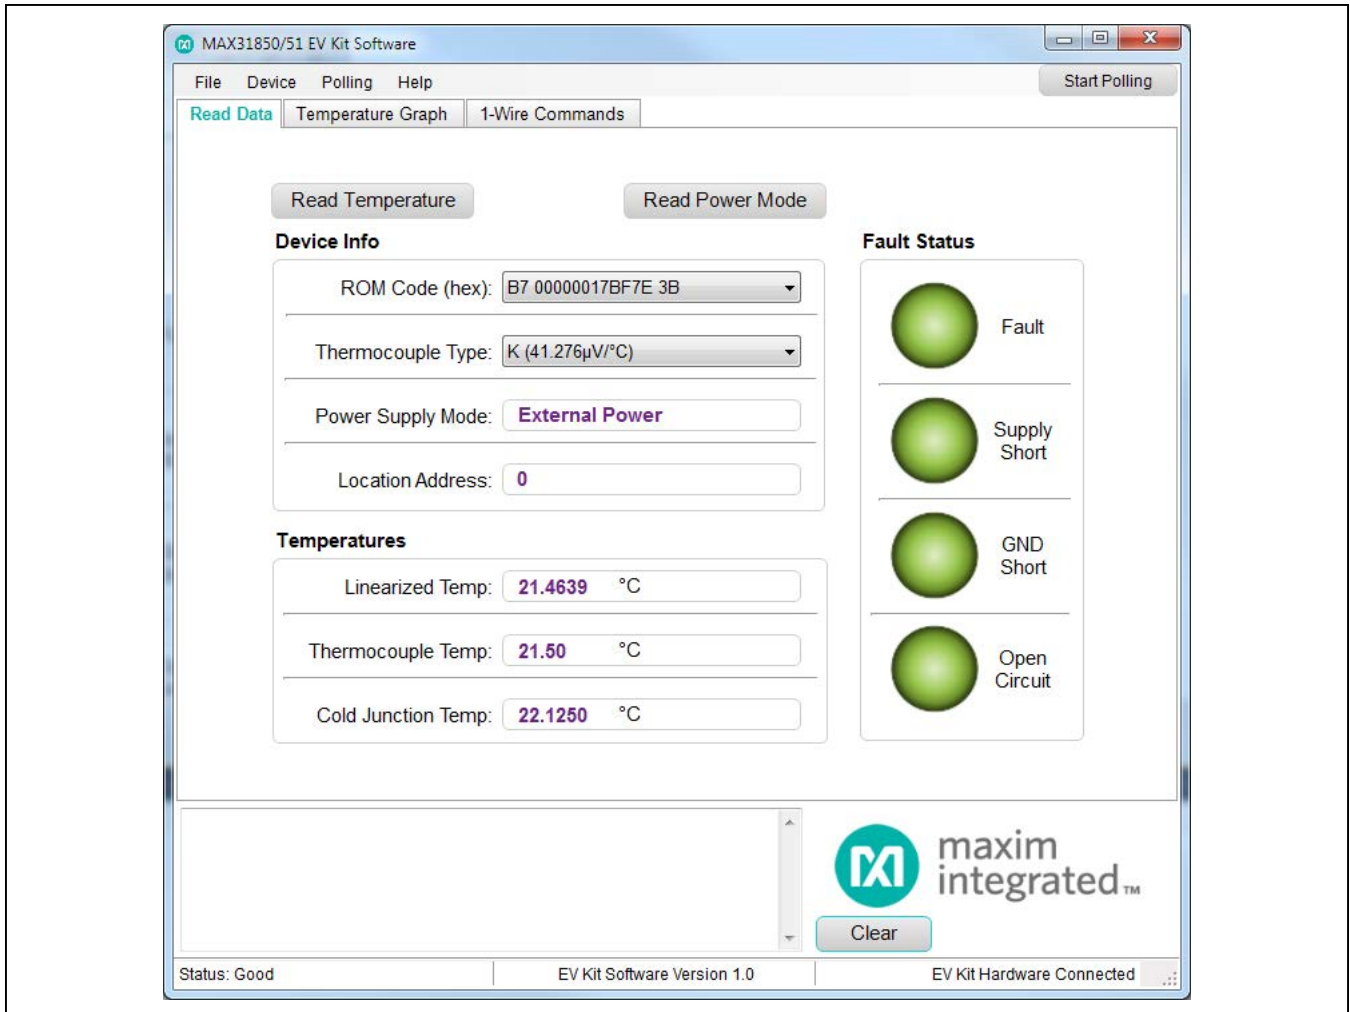 MAX31850/51 EV Kit Software
File Device Polling Help Start Polling
Read Data Temperature Graph 1-Wire Commands
Read Temperature Read Power Mode
Device Info
ROM Code (hex): B7 00000017BF7E 3B
Thermocouple Type: K (41.276µV/°C)
Power Supply Mode: External Power
Location Address: 0
Temperatures
Linearized Temp: 21.4639 °C
Thermocouple Temp: 21.50 °C
Cold Junction Temp: 22.1250 °C
Fault Status
Fault
Supply
Short
GND
Short
Open
Circuit
maxim
integrated™
Clear
Status: Good EV Kit Software Version 1.0 EV Kit Hardware Connected